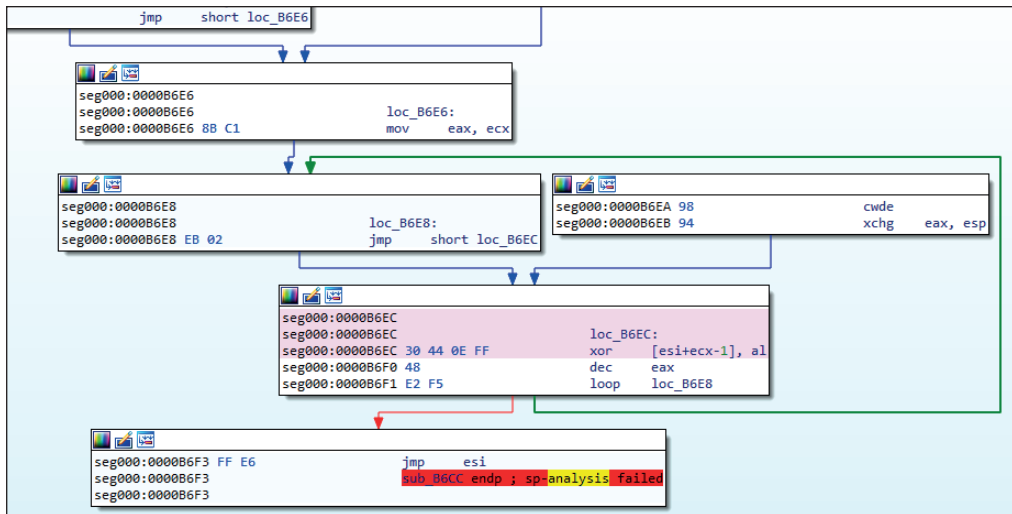 jmp short loc_B6E6
seg000:0000B6E6
seg000:0000B6E6 loc_B6E6:
seg000:0000B6E6 8B C1 mov eax, ecx
seg000:0000B6E8
seg000:0000B6E8 loc_B6E8:
seg000:0000B6E8 EB 02 jmp short loc_B6EC
seg000:0000B6EA 98 cwde
seg000:0000B6EB 94 xchg eax, esp
seg000:0000B6EC
seg000:0000B6EC loc_B6EC:
seg000:0000B6EC 30 44 0E FF xor [esi+ecx-1], al
seg000:0000B6F0 48 dec eax
seg000:0000B6F1 E2 F5 loop loc_B6E8
seg000:0000B6F3 FF E6 jmp esi
seg000:0000B6F3 sub_B6CC endp ; sp-analysis failed
seg000:0000B6F3